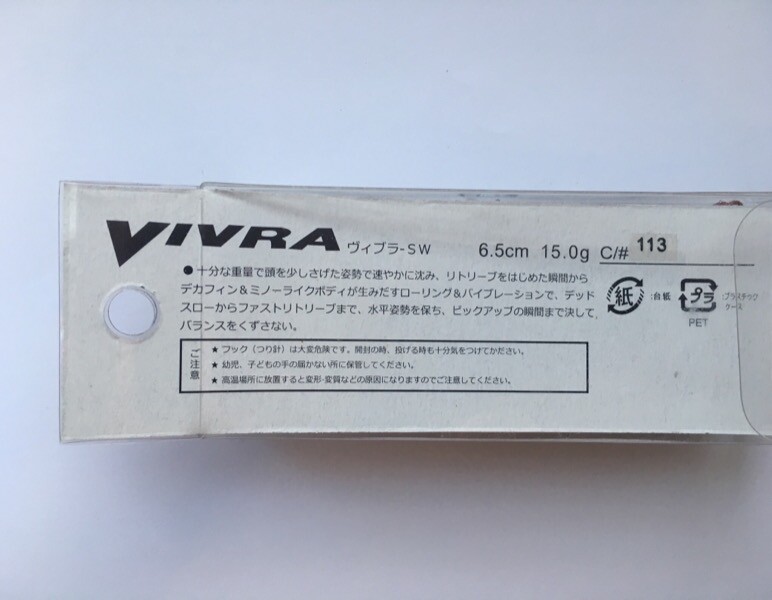 VIVRA ヴィブラ-SW 6.5cm 15.0g C/# 113
●十分な重量で頭を少しさげた姿勢で速やかに沈み、リトリーブをはじめた瞬間から
デカフィン&ミノーライクボディが生みだすローリング&バイブレーションで、デッド
スローからファストリトリーブまで、水平姿勢を保ち、ピックアップの瞬間まで決して、
バランスをくずさない。
紙 :台紙
プラ :プラスチック
ケース
PET
ご注意
★ フック（つり針）は大変危険です。開封の時、投げる時も十分気をつけてかださい。
★ 幼児、子どもの手の届かない所に保管してください。
★ 高温場所に放置すると変形・変質などの原因になりますのでご注意してください。